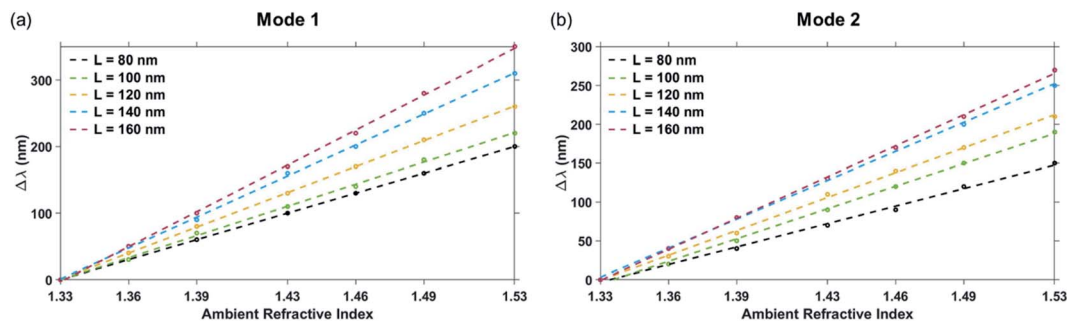 (a)
Mode 1
L = 80 nm
L = 100 nm
L = 120 nm
L = 140 nm
L = 160 nm
Δλ (nm)
300
200
100
0
1.33 1.36 1.39 1.43 1.46 1.49 1.53
Ambient Refractive Index
(b)
Mode 2
L = 80 nm
L = 100 nm
L = 120 nm
L = 140 nm
L = 160 nm
Δλ (nm)
300
250
200
150
100
50
0
1.33 1.36 1.39 1.43 1.46 1.49 1.53
Ambient Refractive Index